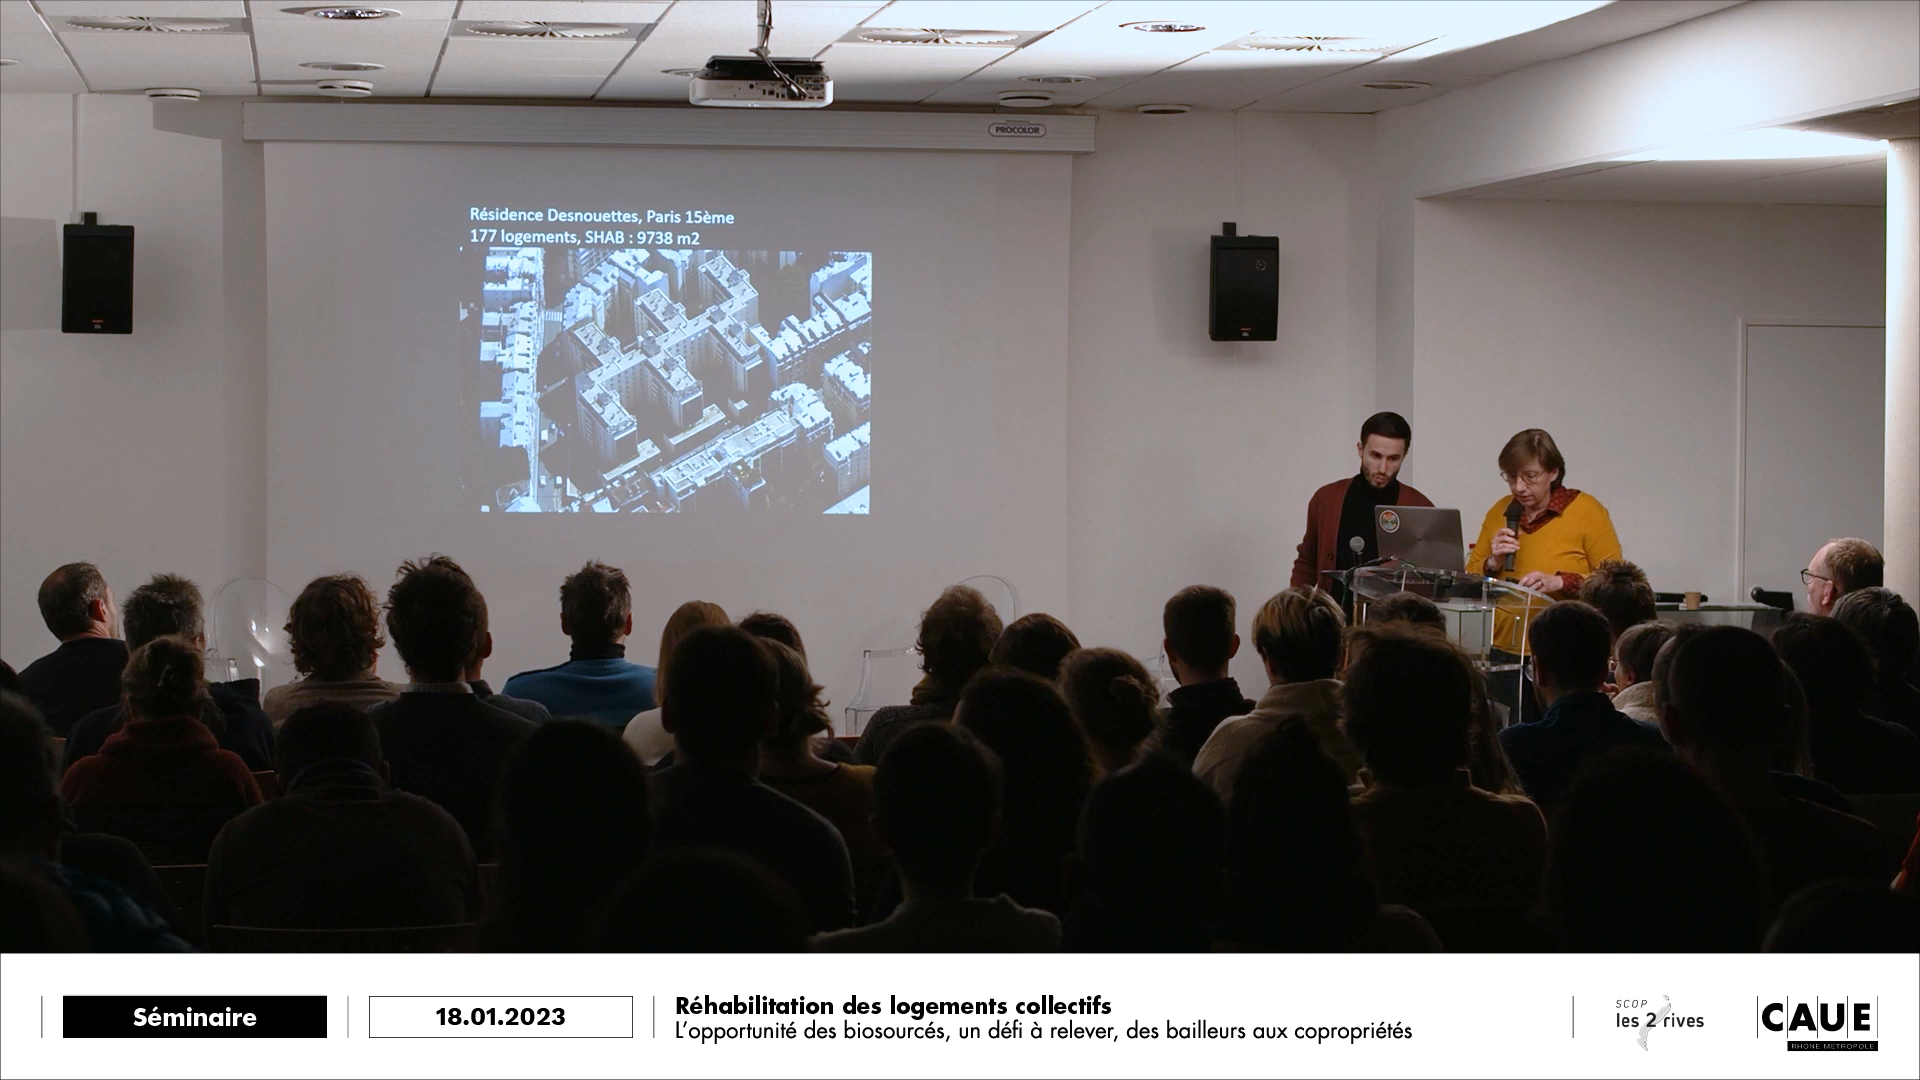 PROCOLOR
Résidence Desnouettes, Paris 15ème
177 logements, SHAB : 9738 m2
Séminaire
18.01.2023
Réhabilitation des logements collectifs
L'opportunité des biosourcés, un défi à relever, des bailleurs aux copropriétés
SCOP
les 2 rives
CAUE
RHÔNE MÉTROPOLE